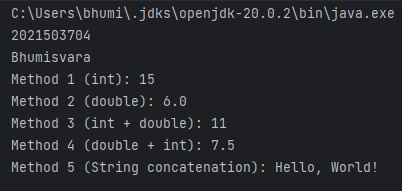 C:\Users\bhumi\.jdks\openjdk-20.0.2\bin\java.exe
2021503704
Bhumisvara
Method 1 (int): 15
Method 2 (double): 6.0
Method 3 (int + double): 11
Method 4 (double + int): 7.5
Method 5 (String concatenation): Hello, World!